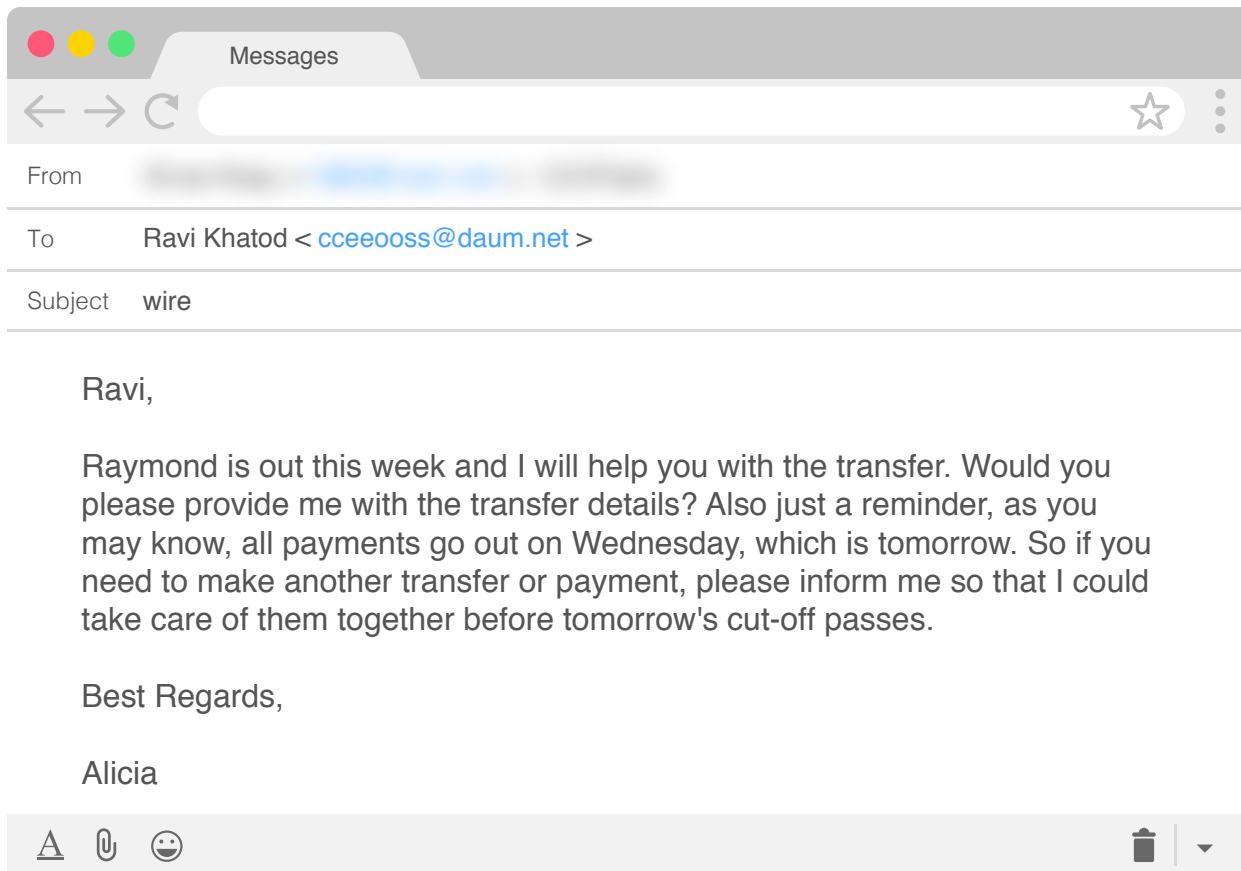 Messages
From
To Ravi Khatod < cceeooss@daum.net >
Subject wire
Ravi,
Raymond is out this week and I will help you with the transfer. Would you
please provide me with the transfer details? Also just a reminder, as you
may know, all payments go out on Wednesday, which is tomorrow. So if you
need to make another transfer or payment, please inform me so that I could
take care of them together before tomorrow's cut-off passes.
Best Regards,
Alicia
A